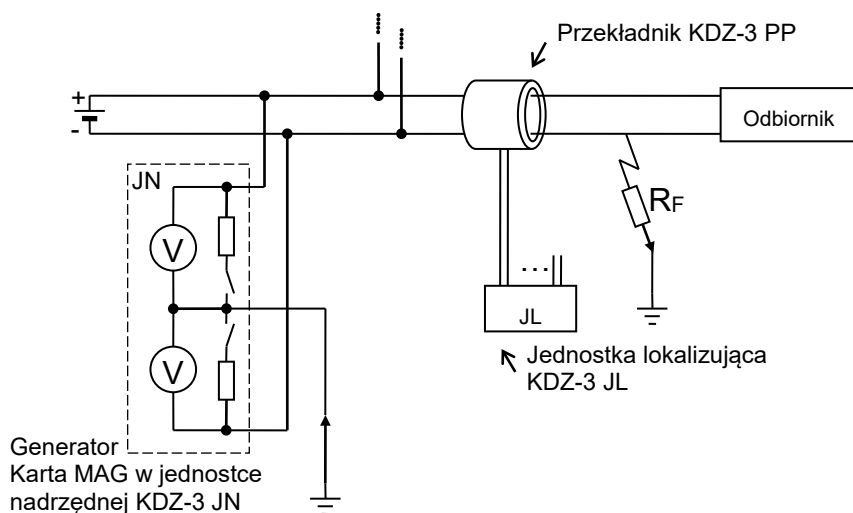 Przekładnik KDZ-3 PP
+
-
Odbiornik
JN
V
RF
V
JL
Jednostka lokalizująca
KDZ-3 JL
Generator
Karta MAG w jednostce
nadrzędnej KDZ-3 JN